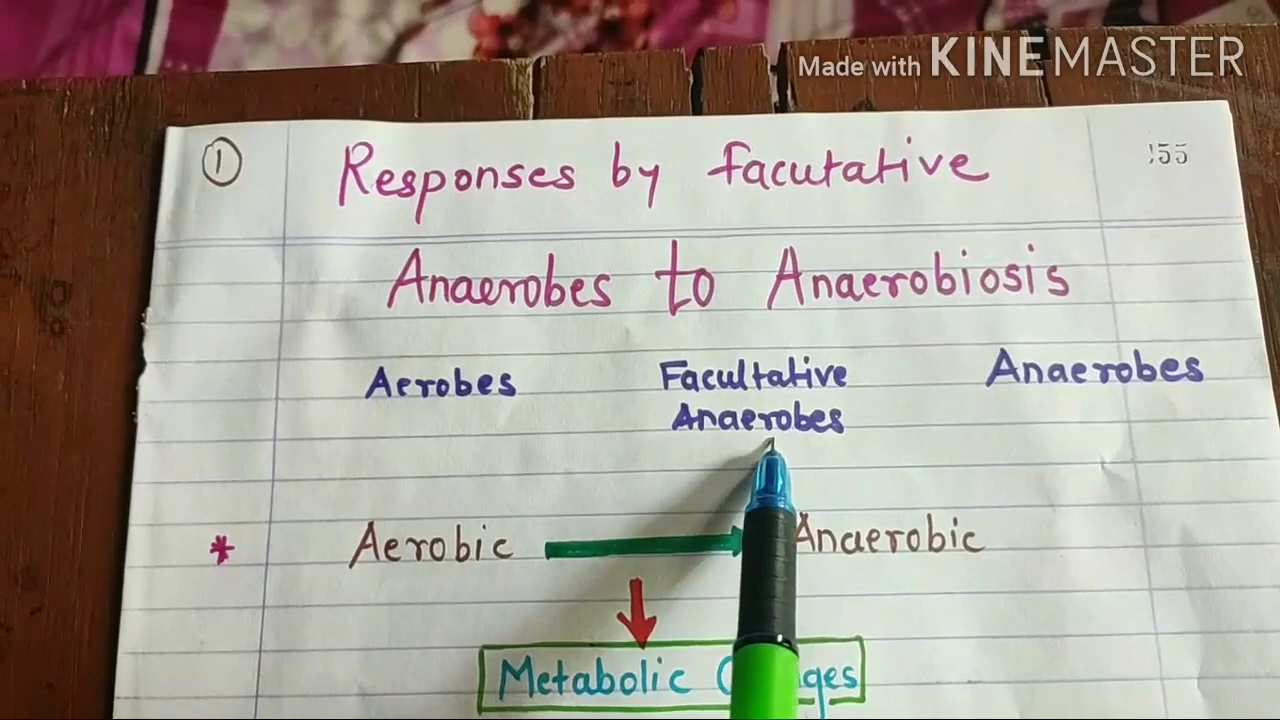 Made with KINEMASTER
① Responses by facutative
Anaerobes to Anaerobiosis
Aerobes Facultative Anaerobes
Anaerobes
* Aerobic Anaerobic
Metabolic